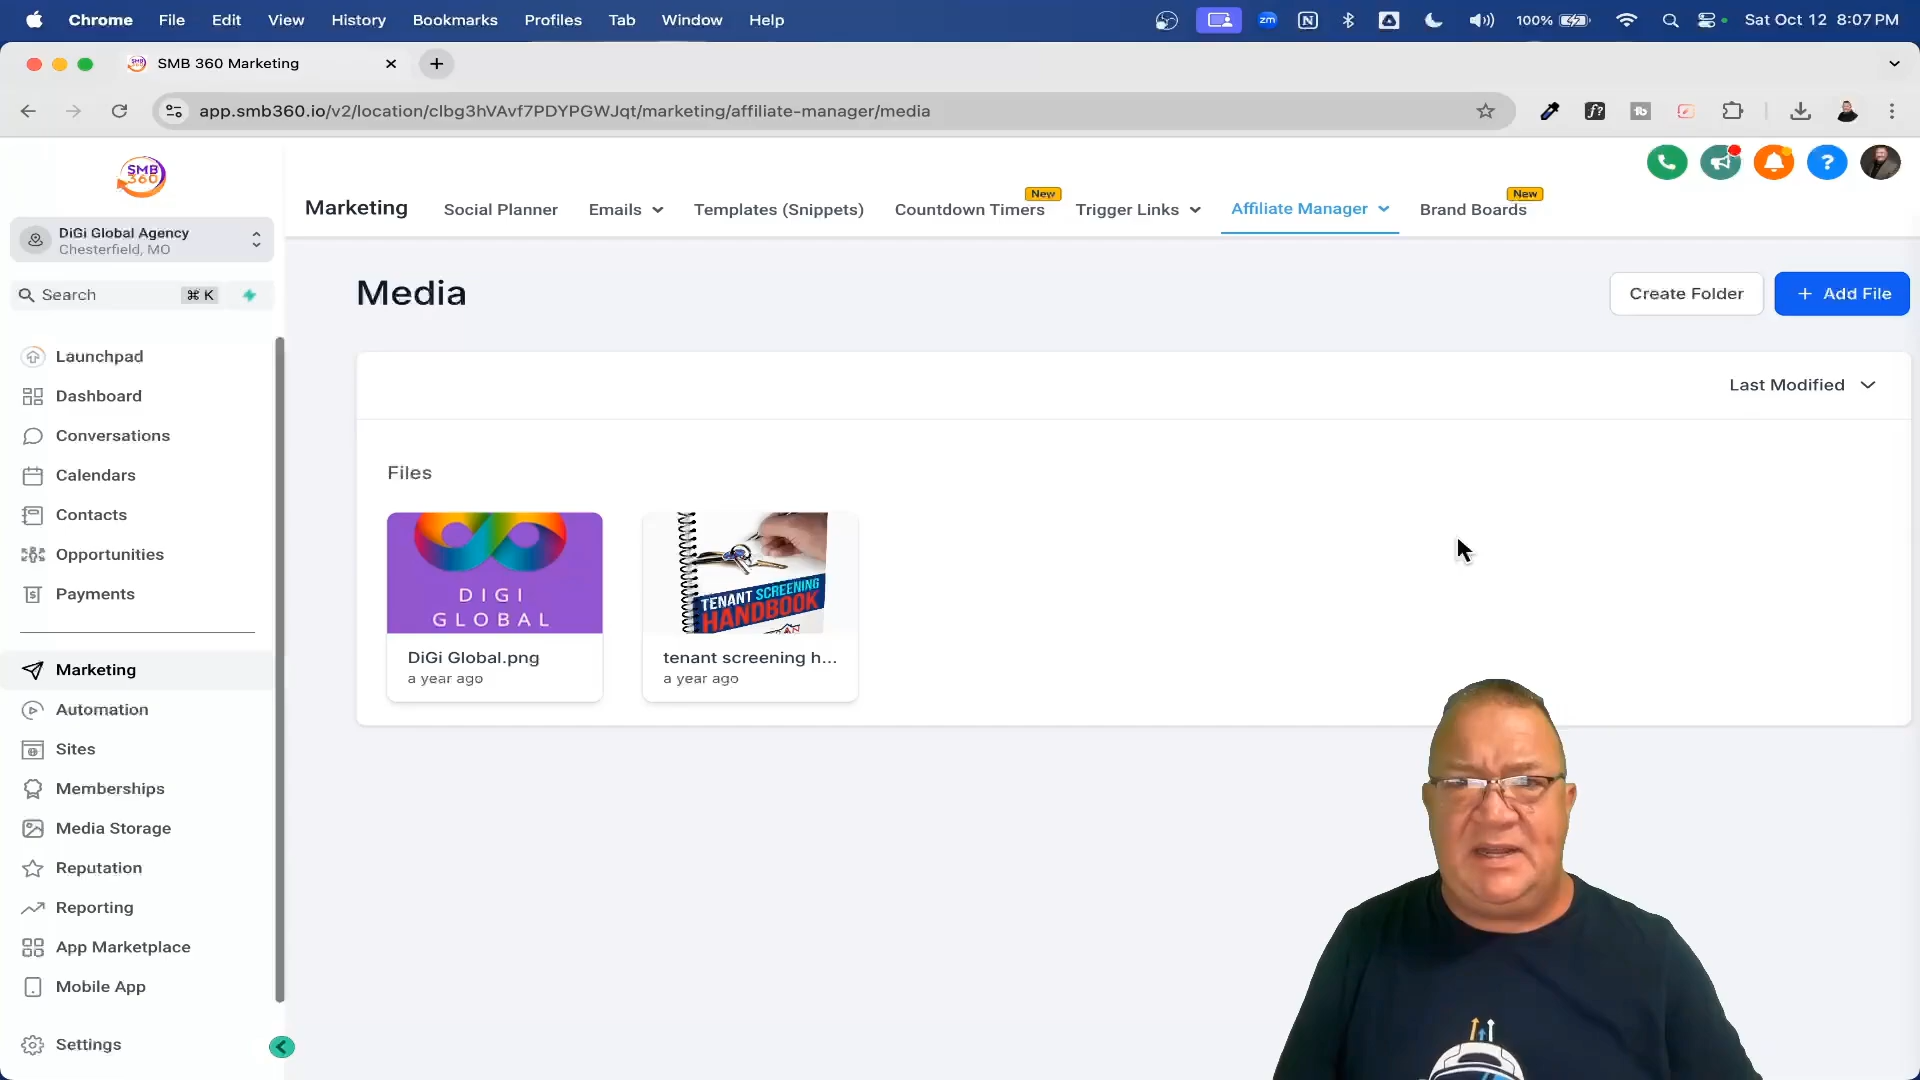 Chrome File Edit View History Bookmarks Profiles Tab Window Help
zm 100% Sat Oct 12 8:07 PM
SMB 360 Marketing
app.smb360.io/v2/location/clbg3hVAvf7PDYPGWJqt/marketing/affiliate-manager/media
f?
SMB
360
DiGi Global Agency
Chesterfield, MO
Search ⌘ K
Launchpad
Dashboard
Conversations
Calendars
Contacts
Opportunities
Payments
Marketing
Automation
Sites
Memberships
Media Storage
Reputation
Reporting
App Marketplace
Mobile App
Settings
New New
Marketing Social Planner Emails Templates (Snippets) Countdown Timers Trigger Links Affiliate Manager Brand Boards
Media
Create Folder + Add File
Last Modified
Files
DIGI
GLOBAL
DiGi Global.png
a year ago
TENANT SCREENING
HANDBOOK
tenant screening h...
a year ago